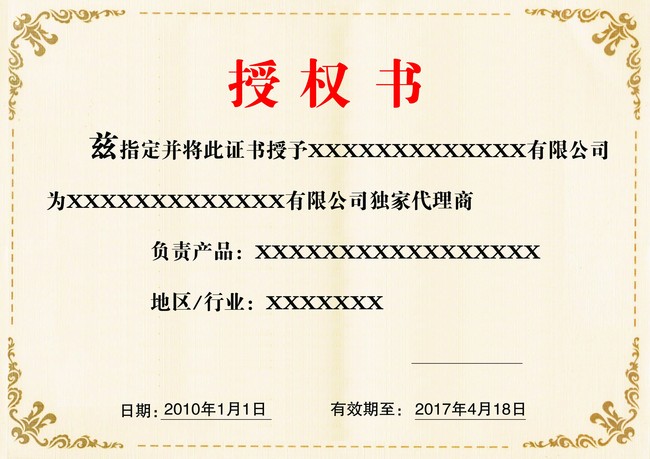 授权书
兹指定并将此证书授予XXXXXXXXXXXXX有限公司
为XXXXXXXXXXXXX有限公司独家代理商
负责产品：XXXXXXXXXXXXXXXXX
地区/行业：XXXXXXX
日期：2010年1月1日 有效期至：2017年4月18日